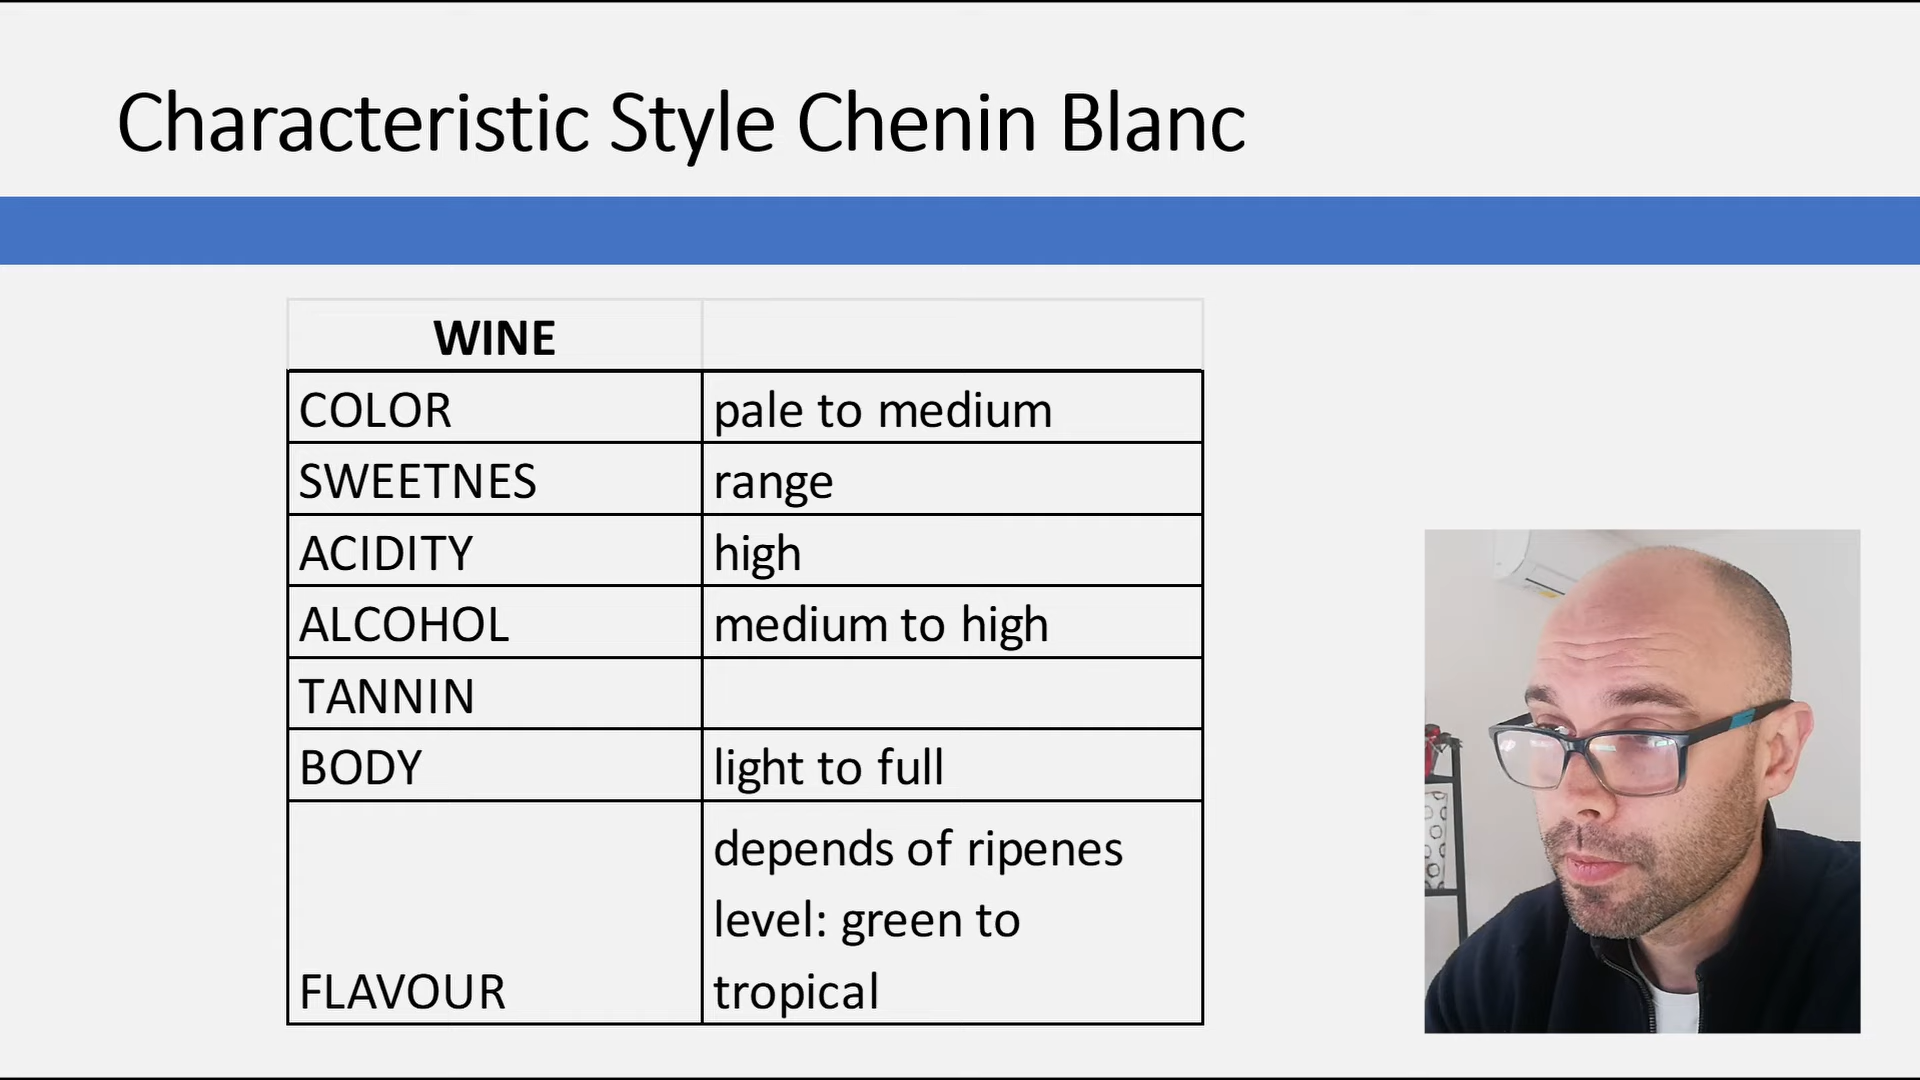 Characteristic Style Chenin Blanc
WINE
COLOR pale to medium
SWEETNES range
ACIDITY high
ALCOHOL medium to high
TANNIN
BODY light to full
FLAVOUR depends of ripenes
level: green to
tropical